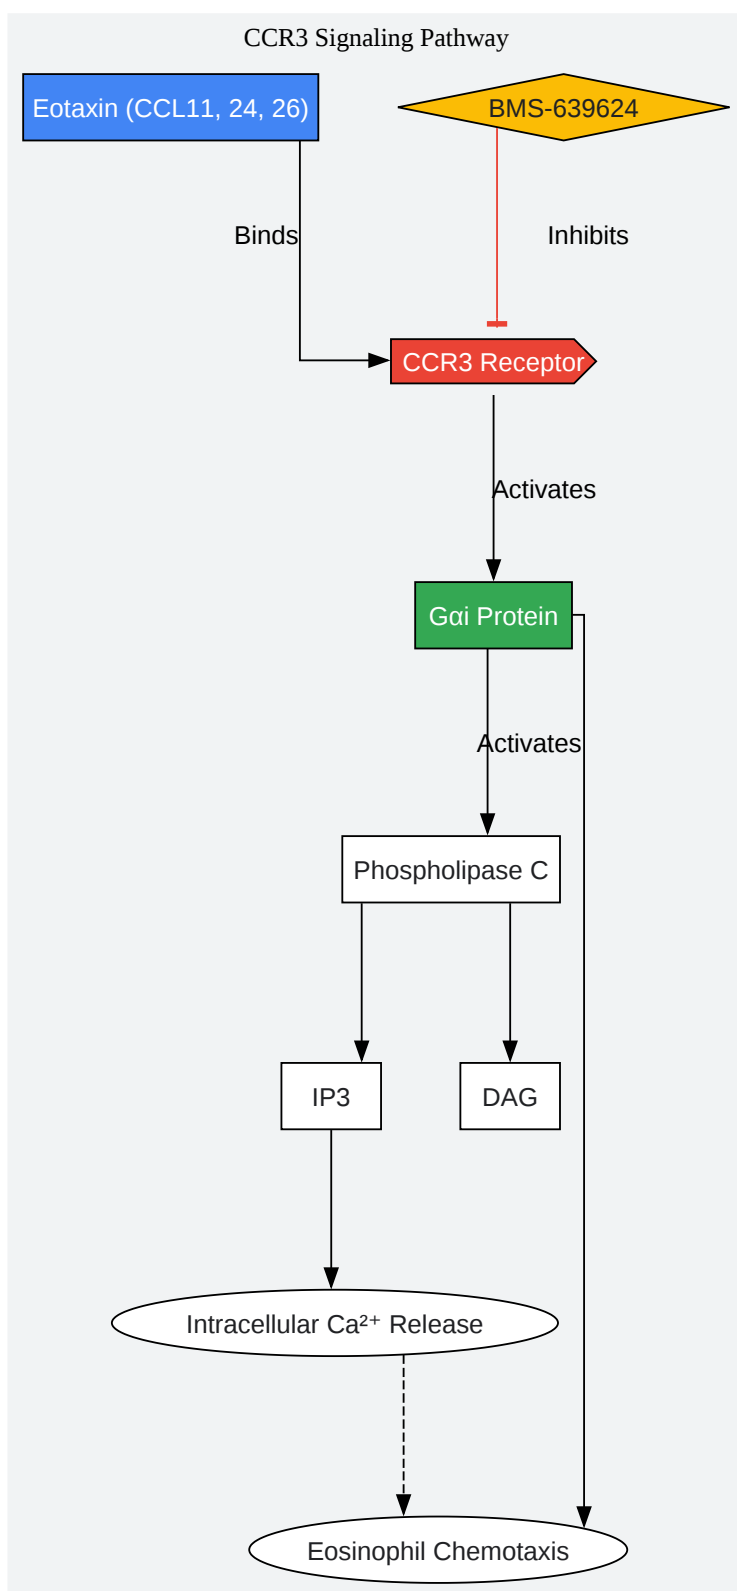 CCR3 Signaling Pathway
Eotaxin (CCL11, 24, 26)
BMS-639624
Binds
Inhibits
CCR3 Receptor
Activates
Gαi Protein
Activates
Phospholipase C
IP3
DAG
Intracellular Ca²⁺ Release
Eosinophil Chemotaxis